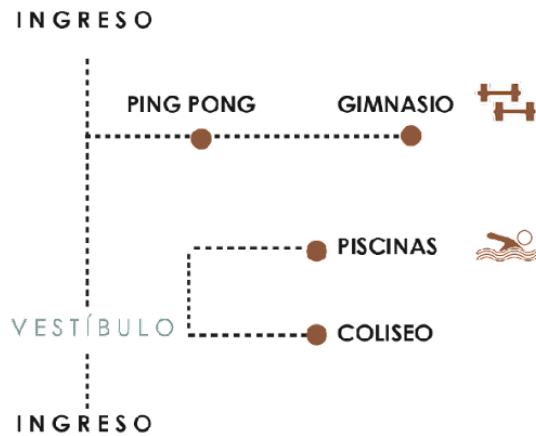 INGRESO
PING PONG
GIMNASIO
PISCINAS
VESTÍBULO
COLISEO
INGRESO